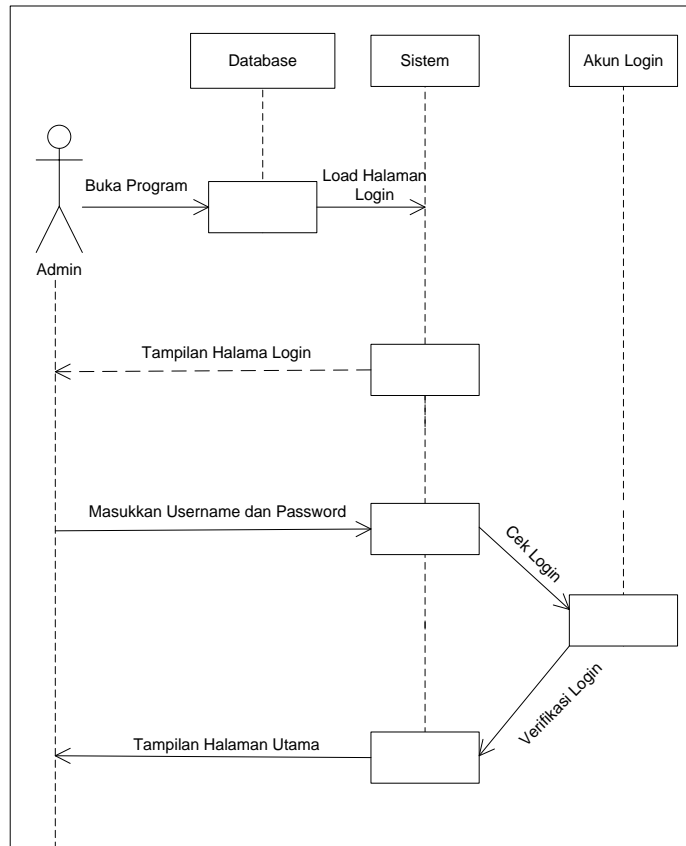 Database
Sistem
Akun Login
Buka Program
Load Halaman
Login
Admin
Tampilan Halama Login
Masukkan Username dan Password
Cek Login
Verifikasi Login
Tampilan Halaman Utama